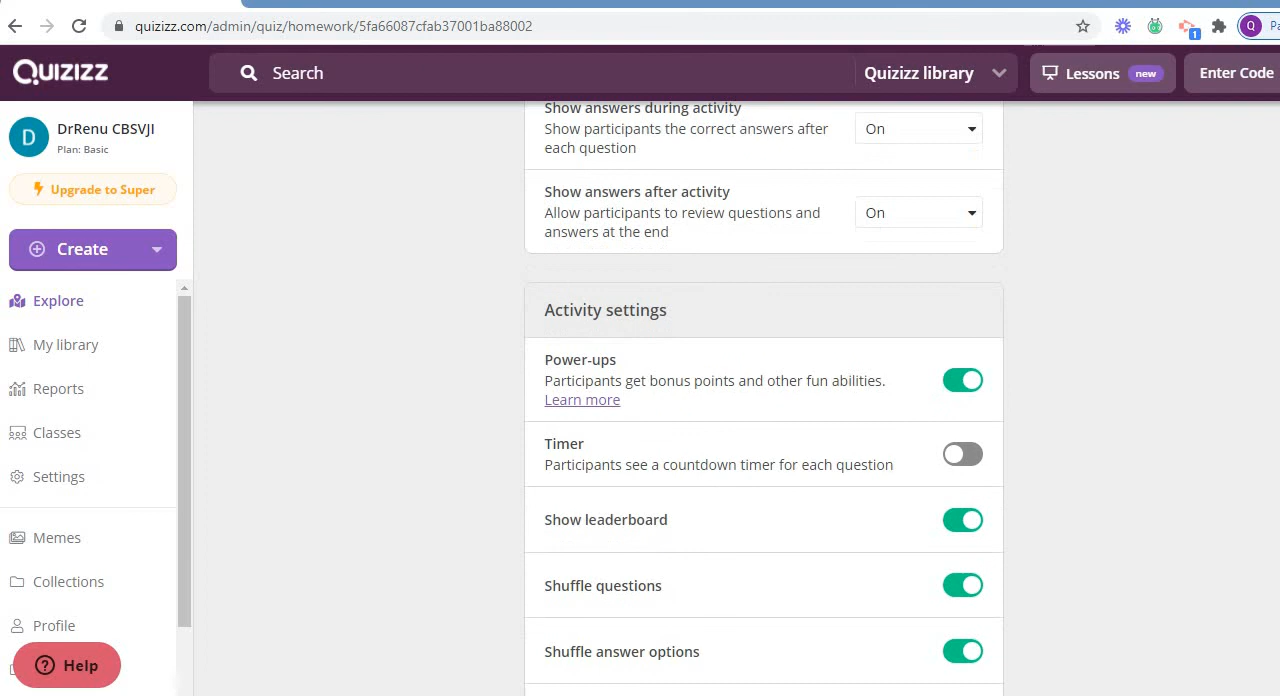 quizizz.com/admin/quiz/homework/5fa66087cfab37001ba88002
1
Q
Pa
QUIZIZZ
Search
Quizizz library
Lessons new
Enter Code
D
DrRenu CBSVJI
Plan: Basic
Upgrade to Super
Create
Explore
My library
Reports
Classes
Settings
Memes
Collections
Profile
? Help
Show answers during activity
Show participants the correct answers after
each question
On
Show answers after activity
Allow participants to review questions and
answers at the end
On
Activity settings
Power-ups
Participants get bonus points and other fun abilities.
Learn more
Timer
Participants see a countdown timer for each question
Show leaderboard
Shuffle questions
Shuffle answer options